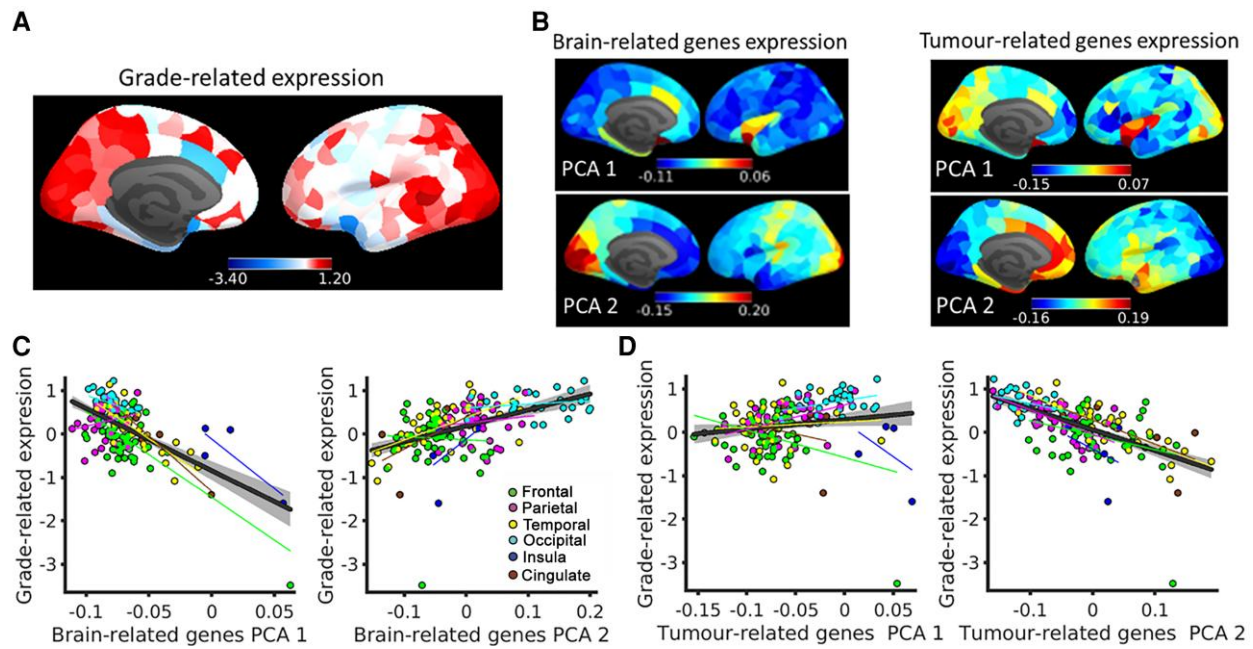 A
Grade-related expression
-3.40 1.20
B
Brain-related genes expression
PCA 1
-0.11 0.06
PCA 2
-0.15 0.20
Tumour-related genes expression
PCA 1
-0.15 0.07
PCA 2
-0.16 0.19
C
Grade-related expression
1
0
-1
-2
-3
-0.1 -0.05 0 0.05
Brain-related genes PCA 1
Grade-related expression
1
0
-1
-2
-3
-0.1 0 0.1 0.2
Brain-related genes PCA 2
Frontal
Parietal
Temporal
Occipital
Insula
Cingulate
D
Grade-related expression
1
0
-1
-2
-3
-0.15 -0.1 -0.05 0 0.05
Tumour-related genes PCA 1
Grade-related expression
1
0
-1
-2
-3
-0.1 0 0.1
Tumour-related genes PCA 2